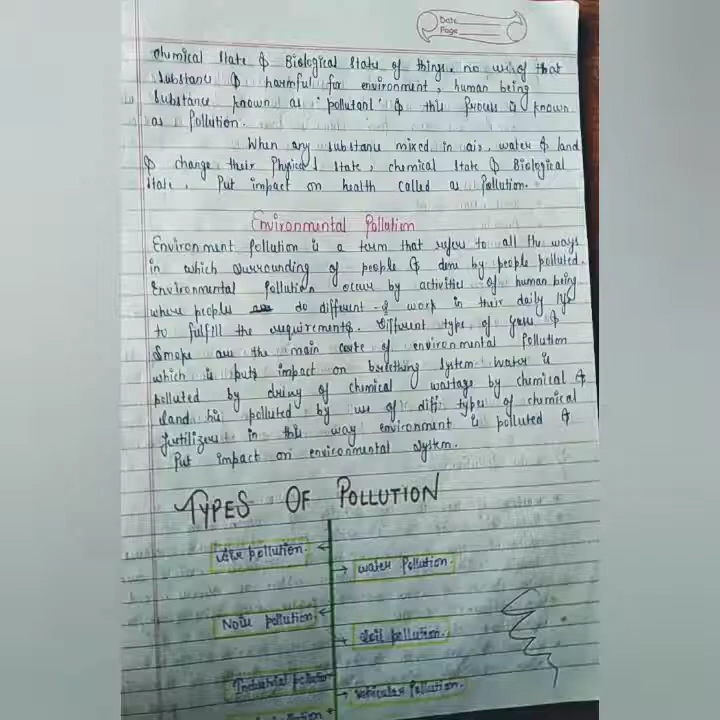 Date
Page
chemical state & Biological state of things. no use of that
substance & harmful for environment, human being
substance known as 'pollutant' & this process is known
as Pollution.
When any substance mixed in air, water & land
& change their Physical state, chemical state & Biological
state. Put impact on health called as Pollution.
Environmental Pollution
Environment Pollution is a term that refers to all the ways
in which surrounding of people & done by people polluted.
Environmental Pollution occur by activities of human being
where people do different work in their daily life
to fulfill the requirements. Different type of gases &
Smoke are the main cause of environmental Pollution
which is puts impact on breething system. Water is
polluted by of chemical wastage by chemical &
land polluted by use of diff. types of chemical
Fertilizers in this way environment is polluted &
Put impact on environmental system.
TYPES OF POLLUTION
Air pollution.
water Pollution.
Noise pollution.
Soil pollution.
Industrial pollution
vehicular Pollution.